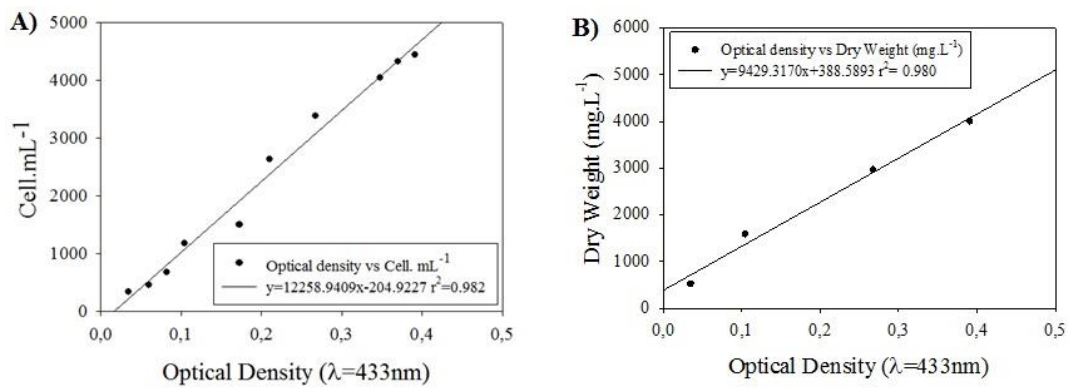 A)
5000
4000
3000
2000
1000
0
Cell.mL-1
Optical density vs Cell. mL-1
y=12258.9409x-204.9227 r2=0.982
0,0 0,1 0,2 0,3 0,4 0,5
Optical Density (λ=433nm)
B)
6000
5000
4000
3000
2000
1000
0
Dry Weight (mg.L-1)
Optical density vs Dry Weight (mg.L-1)
y=9429.3170x+388.5893 r2= 0.980
0,0 0,1 0,2 0,3 0,4 0,5
Optical Density (λ=433nm)